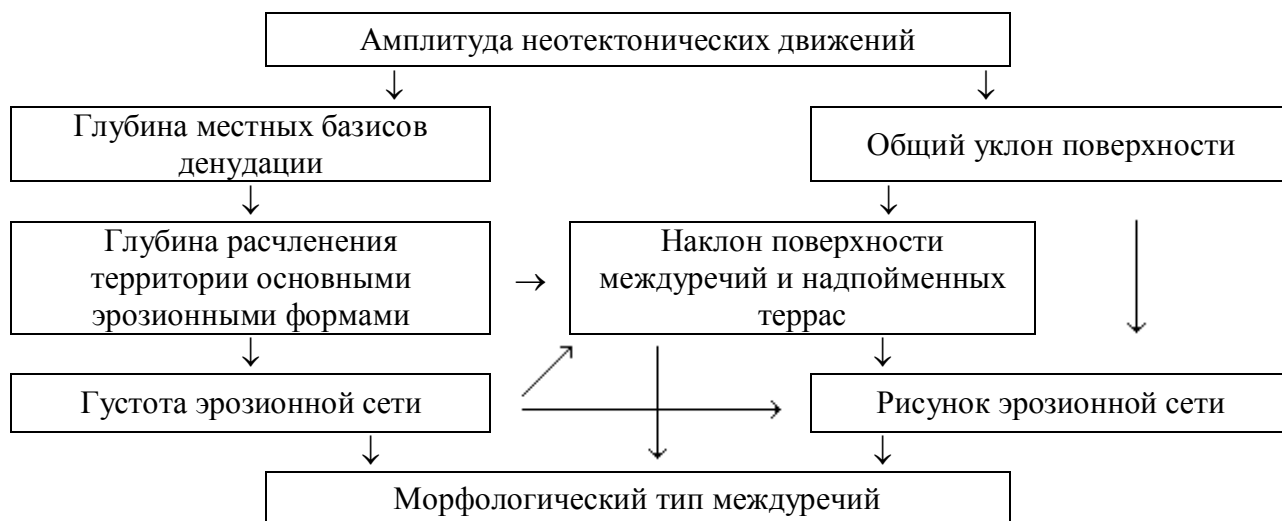 Амплитуда неотектонических движений
Глубина местных базисов
денудации
Общий уклон поверхности
Глубина расчленения
территории основными
эрозионными формами
Наклон поверхности
междуречий и надпойменных
террас
Густота эрозионной сети
Рисунок эрозионной сети
Морфологический тип междуречий